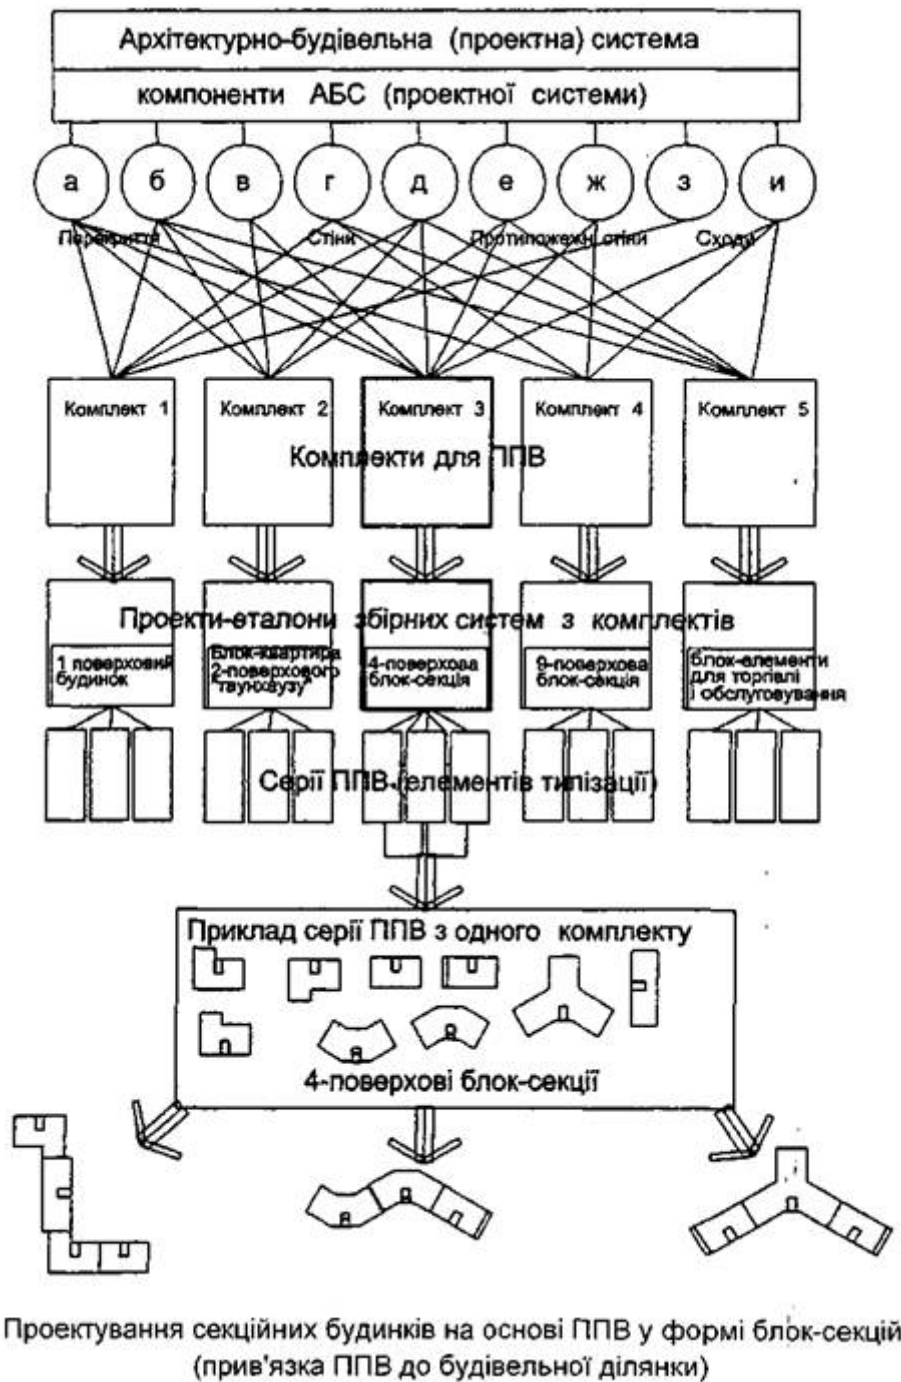 Архітектурно-будівельна (проектна) система
компоненти АБС (проектної системи)
а б в г д е ж з и
Перекриття Стіни Протипожежні стіни Сходи
Комплект 1 Комплект 2 Комплект 3 Комплект 4 Комплект 5
Комплекти для ППВ
Проекти-еталони збірних систем з комплектів
1 поверховий
будинок
Блок-квартира
2-поверхового
"таунхаузу"
4-поверхова
блок-секція
9-поверхова
блок-секція
блок-елементи
для торгівлі
і обслуговування
Серії ППВ (елементів типізації)
Приклад серії ППВ з одного комплекту
4-поверхові блок-секції
Проектування секційних будинків на основі ППВ у формі блок-секцій
(прив'язка ППВ до будівельної ділянки)